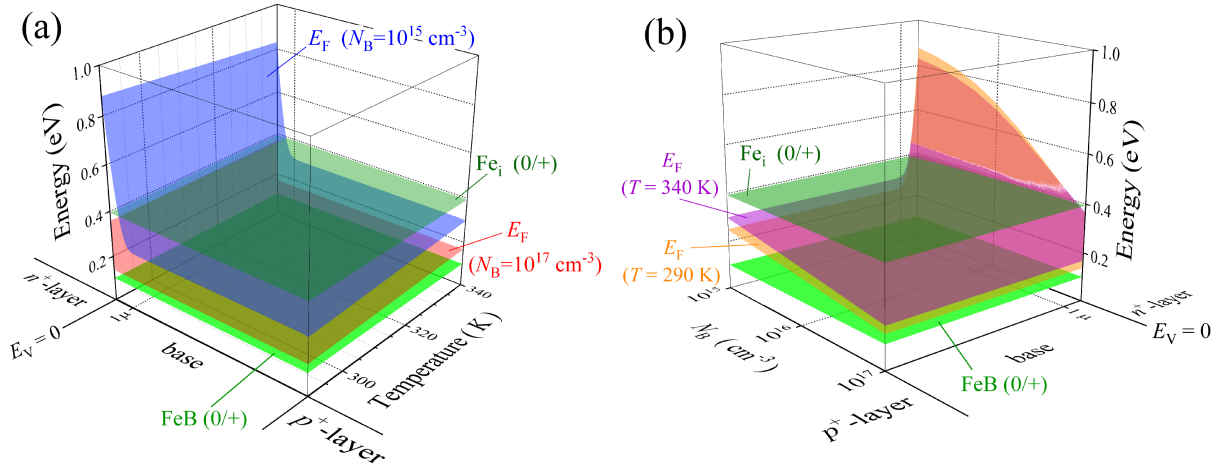 (a)
E_F (N_B=10^15 cm^-3)
1.0
0.8
0.6
0.4
0.2
Energy (eV)
Fe_i (0/+)
E_F
(N_B=10^17 cm^-3)
n^+-layer
E_V = 0
1μ
base
FeB (0/+)
p^+-layer
300
320
340
Temperature (K)
(b)
1.0
0.8
0.6
0.4
0.2
Energy (eV)
Fe_i (0/+)
E_F
(T = 340 K)
E_F
(T = 290 K)
10^15
10^16
10^17
N_B (cm^-3)
p^+-layer
base
1μ
n^+-layer
E_V = 0
FeB (0/+)